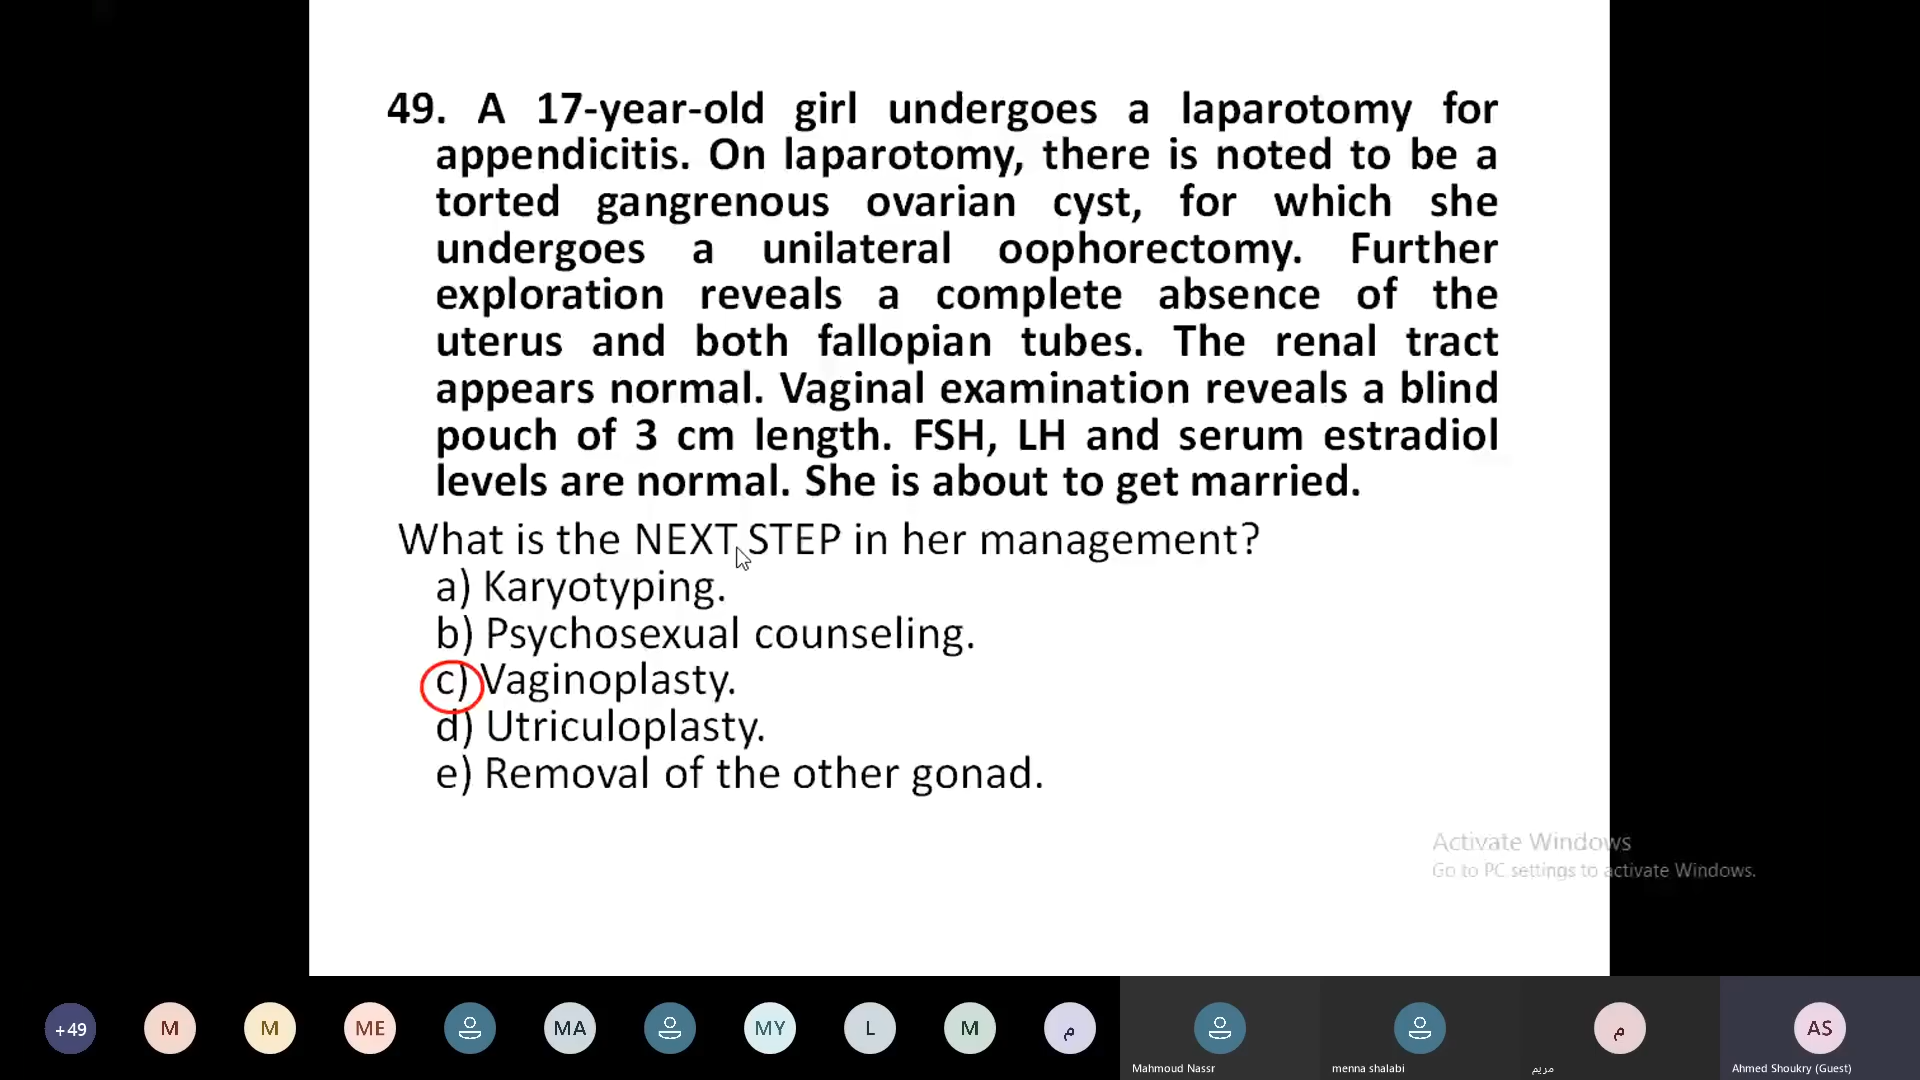 49. A 17-year-old girl undergoes a laparotomy for
appendicitis. On laparotomy, there is noted to be a
torted gangrenous ovarian cyst, for which she
undergoes a unilateral oophorectomy. Further
exploration reveals a complete absence of the
uterus and both fallopian tubes. The renal tract
appears normal. Vaginal examination reveals a blind
pouch of 3 cm length. FSH, LH and serum estradiol
levels are normal. She is about to get married.
What is the NEXT STEP in her management?
a) Karyotyping.
b) Psychosexual counseling.
c) Vaginoplasty.
d) Utriculoplasty.
e) Removal of the other gonad.
Activate Windows
Go to PC settings to activate Windows.
+49 M M ME MA MY L M م م AS
Mahmoud Nassr menna shalabi مريم Ahmed Shoukry (Guest)